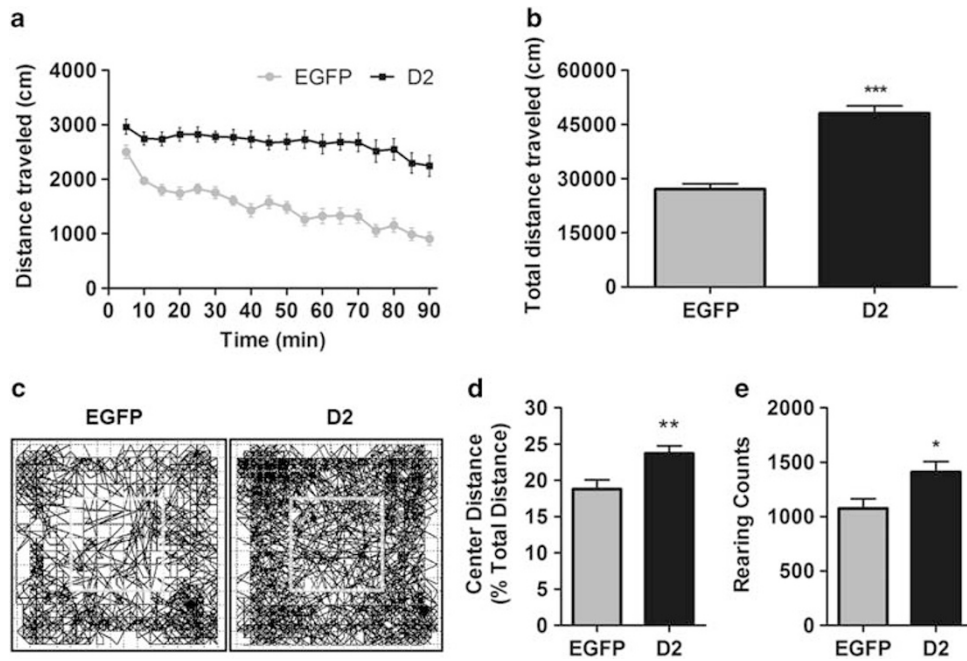 a
EGFP D2
Distance traveled (cm)
4000
3000
2000
1000
0
0 10 20 30 40 50 60 70 80 90
Time (min)
b
Total distance traveled (cm)
60000
45000
30000
15000
0
***
EGFP D2
c
EGFP D2
d
Center Distance
(% Total Distance)
30
25
20
15
10
5
0
**
EGFP D2
e
Rearing Counts
2000
1500
1000
500
0
*
EGFP D2